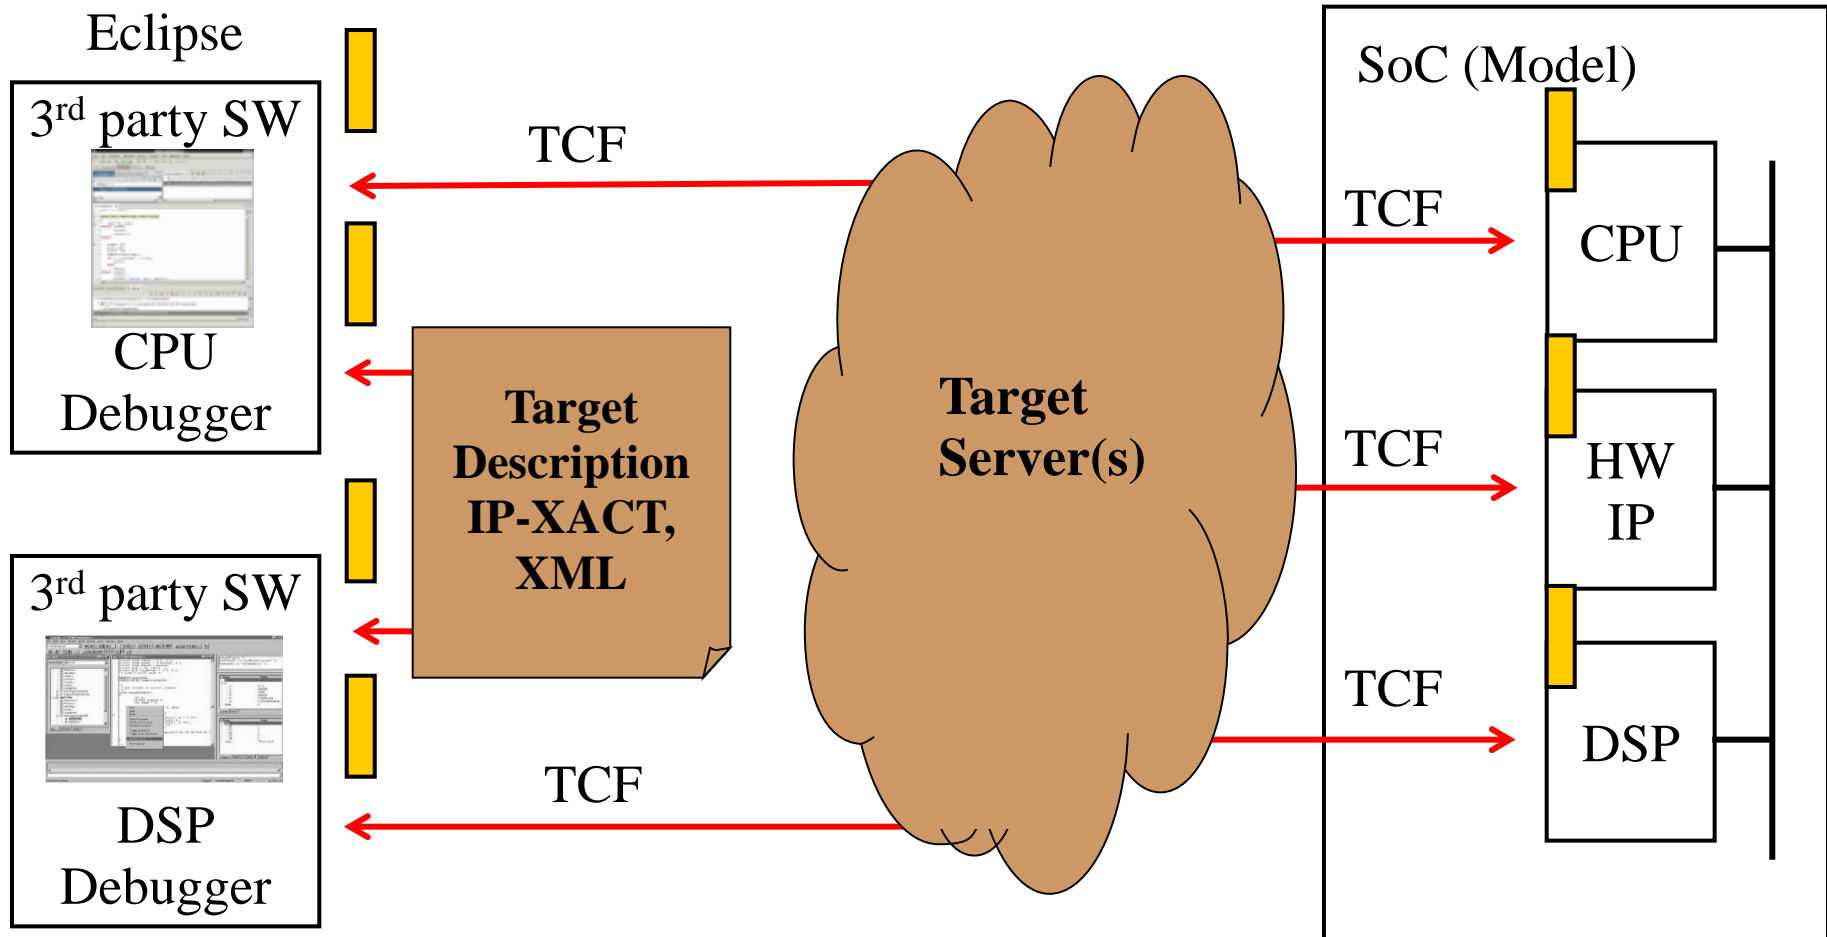 Eclipse
3rd party SW
CPU
Debugger
3rd party SW
DSP
Debugger
TCF
Target
Description
IP-XACT,
XML
TCF
Target
Server(s)
SoC (Model)
TCF
CPU
TCF
HW
IP
TCF
DSP